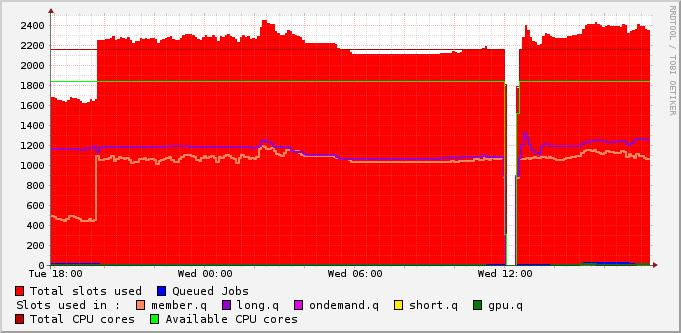 2400
2200
2000
1800
1600
1400
1200
1000
800
600
400
200
0
Tue 18:00 Wed 00:00 Wed 06:00 Wed 12:00
RRDTOOL / TOBI OETIKER
Total slots used Queued Jobs
Slots used in : member.q long.q ondemand.q short.q gpu.q
Total CPU cores Available CPU cores